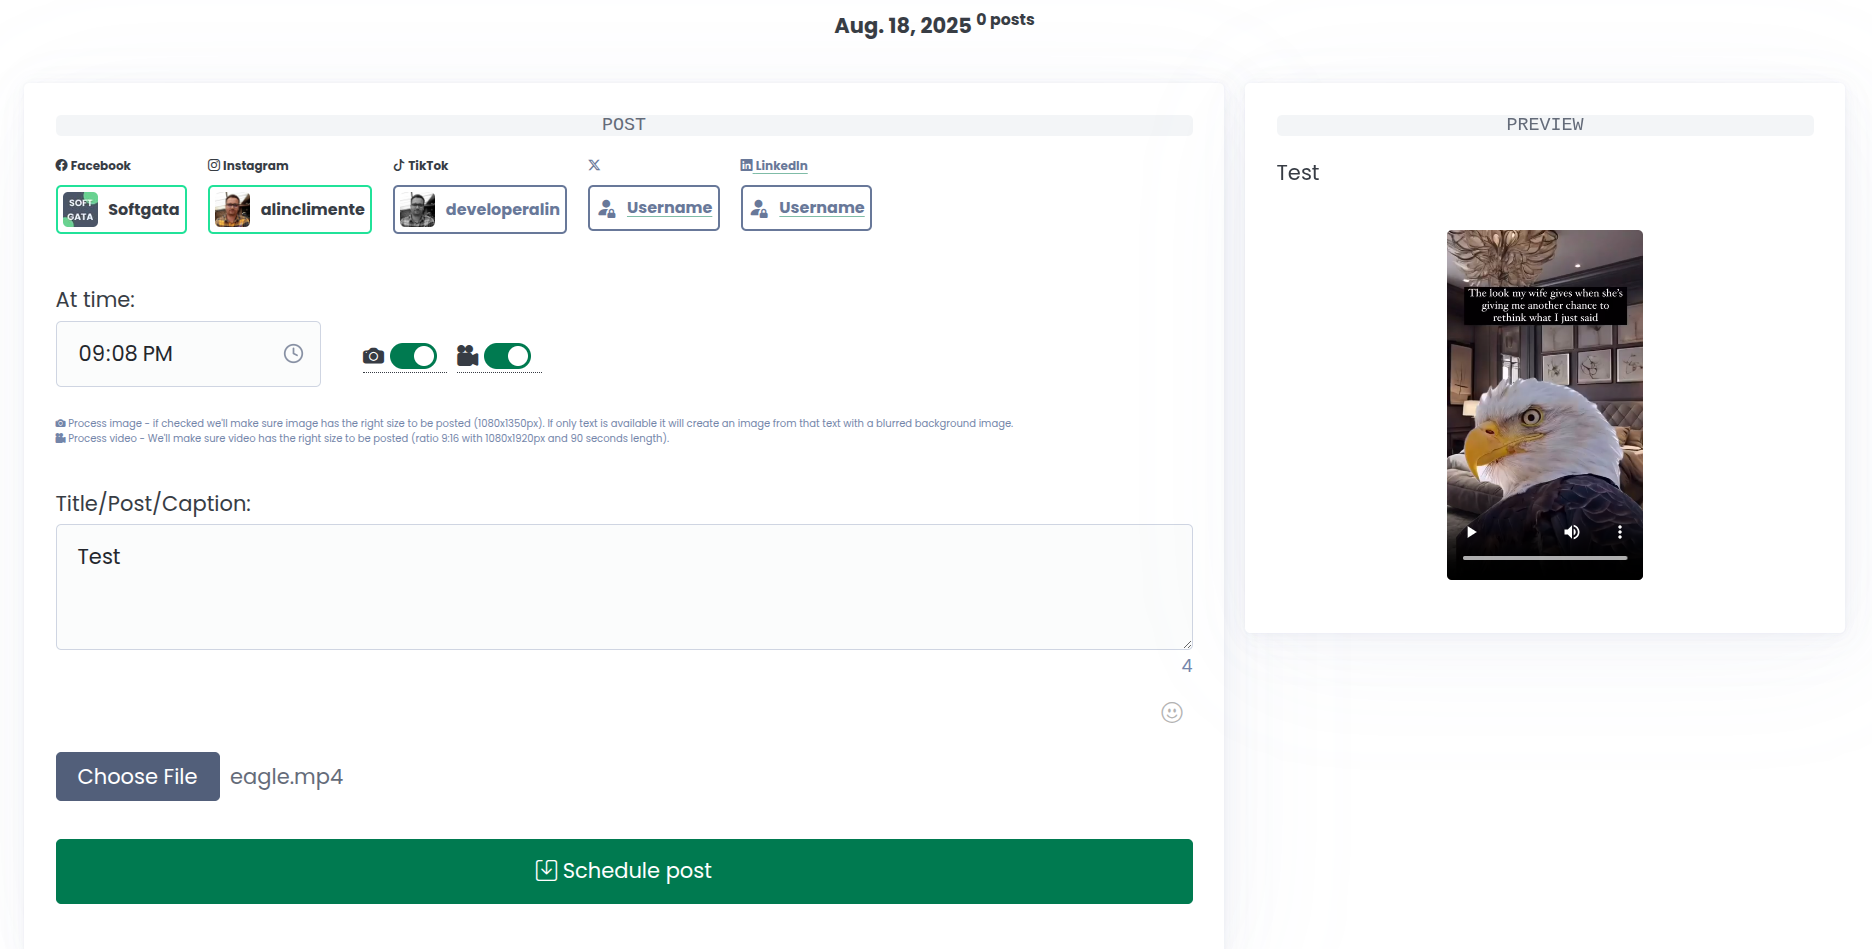 Aug. 18, 2025 0 posts
POST
Facebook
Instagram
TikTok
X
LinkedIn
SOFT
GATA
Softgata
alinclimente
developeralin
Username
Username
At time:
09:08 PM
Process image - if checked we'll make sure image has the right size to be posted (1080x1350px). If only text is available it will create an image from that text with a blurred background image.
Process video - We'll make sure video has the right size to be posted (ratio 9:16 with 1080x1920px and 90 seconds length).
Title/Post/Caption:
Test
4
Choose File eagle.mp4
Schedule post
PREVIEW
Test
The look my wife gives when she's
giving me another chance to
rethink what I just said